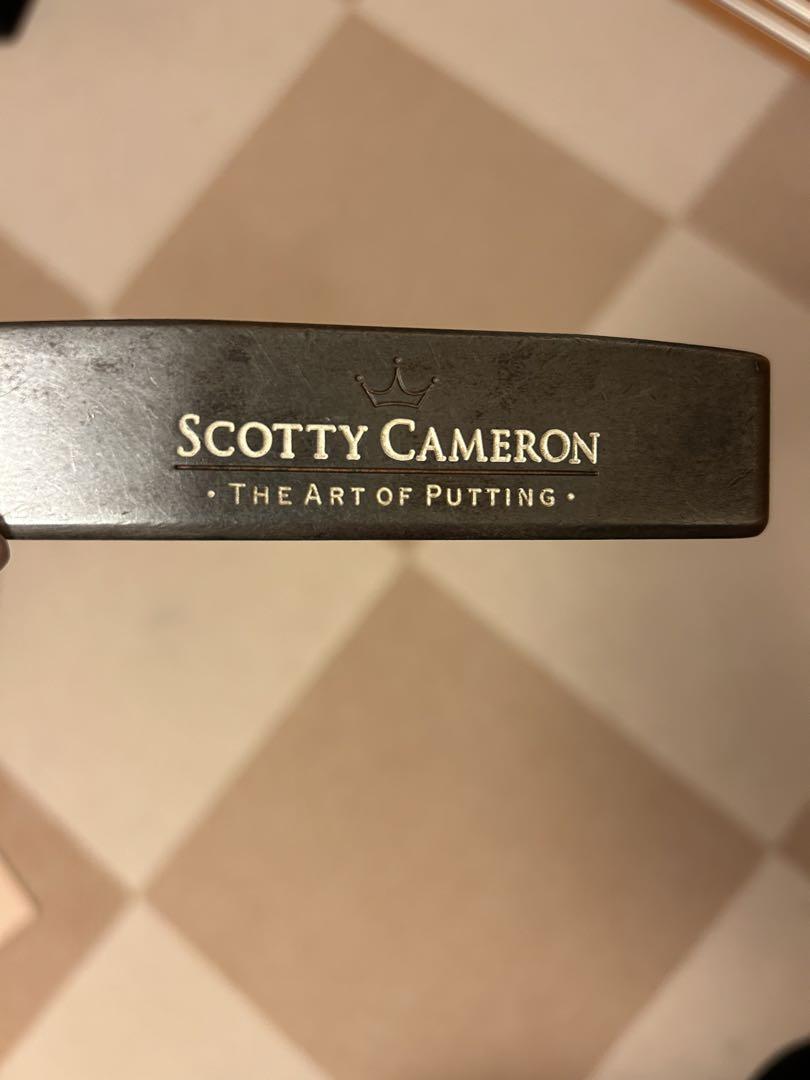 SCOTTY CAMERON
• THE ART OF PUTTING •